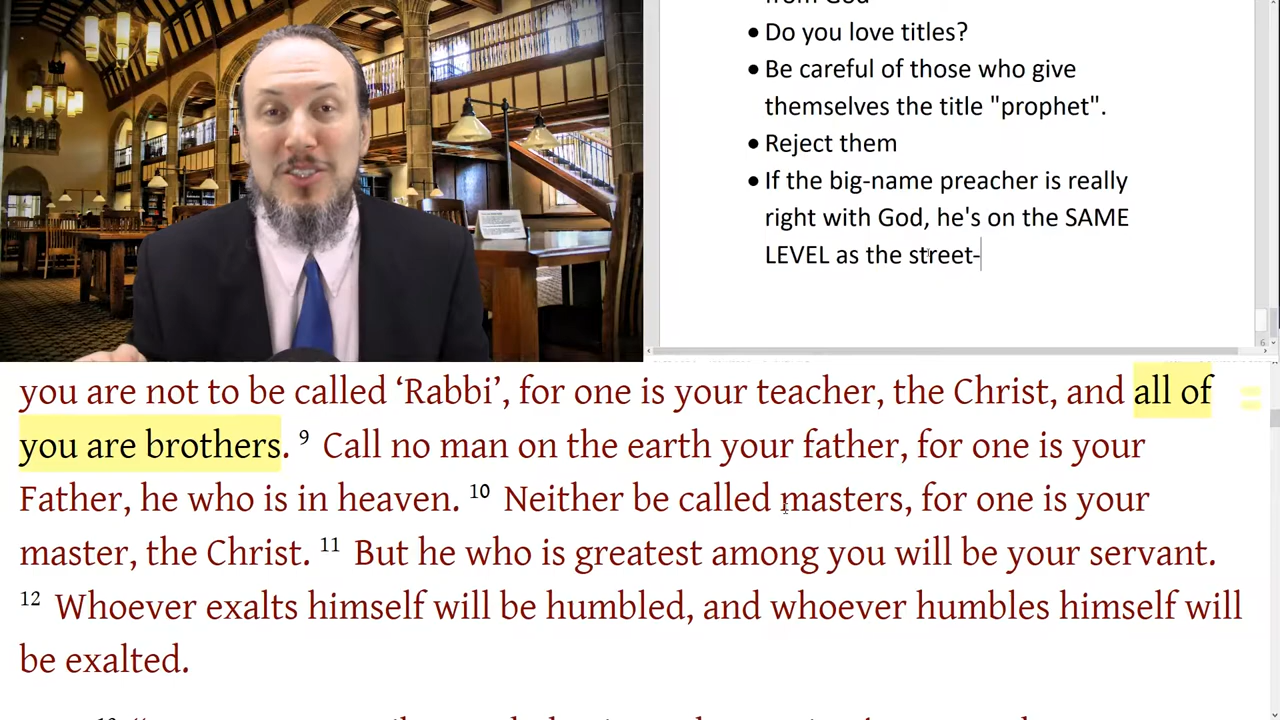 from God
• Do you love titles?
• Be careful of those who give
themselves the title "prophet".
• Reject them
• If the big-name preacher is really
right with God, he's on the SAME
LEVEL as the street-
you are not to be called ‘Rabbi’, for one is your teacher, the Christ, and all of
you are brothers. 9 Call no man on the earth your father, for one is your
Father, he who is in heaven. 10 Neither be called masters, for one is your
master, the Christ. 11 But he who is greatest among you will be your servant.
12 Whoever exalts himself will be humbled, and whoever humbles himself will
be exalted.